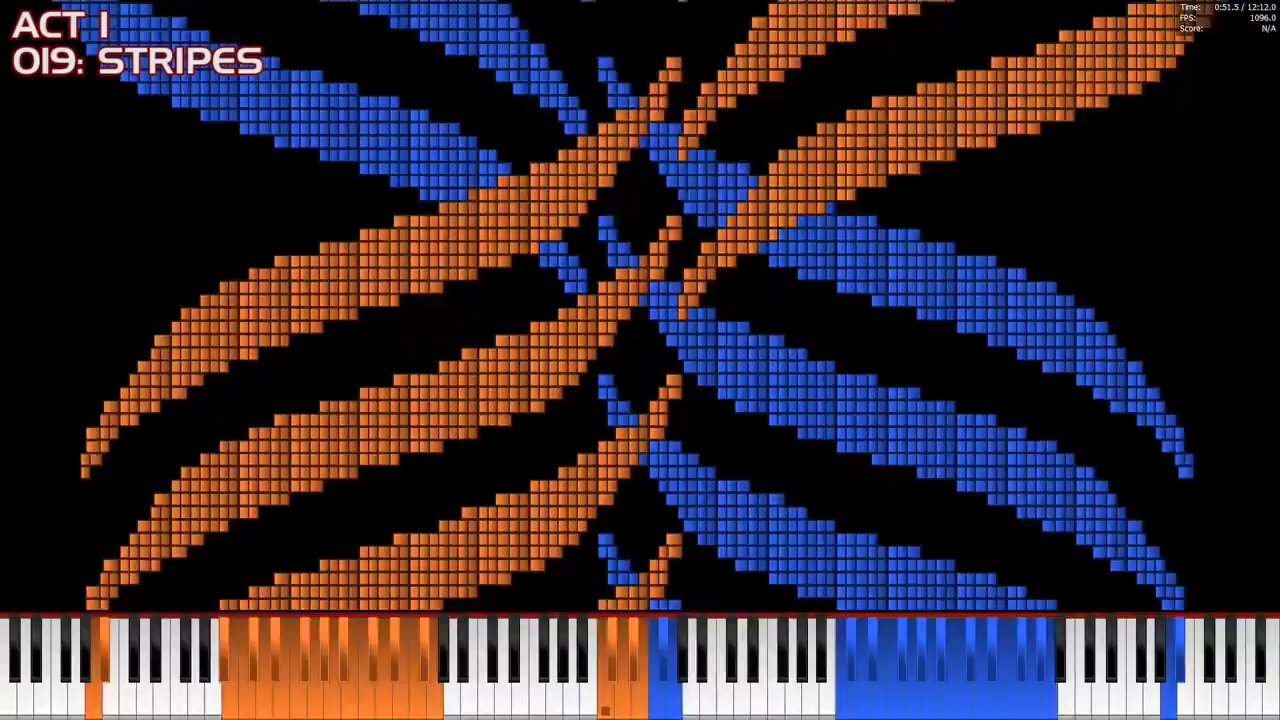 ACT I
019: STRIPES
Time: 0:51.5 / 12:12.0
FPS: 1096.0
Score: N/A